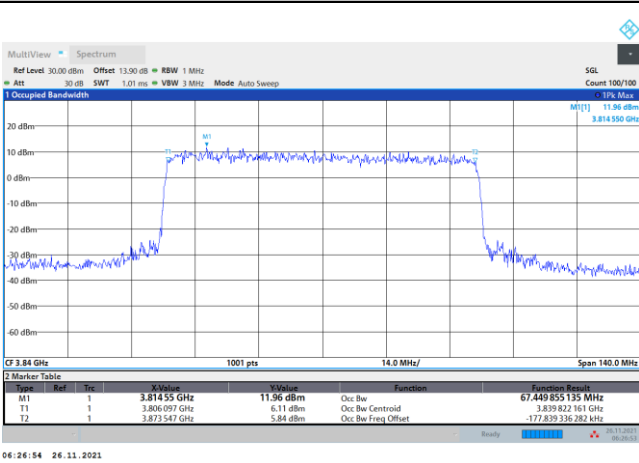 MultiView Spectrum
Ref Level 30.00 dBm Offset 13.90 dB RBW 1 MHz SGL
Att 30 dB SWT 1.01 ms VBW 3 MHz Mode Auto Sweep Count 100/100
1 Occupied Bandwidth 1Pk Max
M1[1] 11.96 dBm
3.814 550 GHz
20 dBm
M1
10 dBm
0 dBm
-10 dBm
-20 dBm
-30 dBm
-40 dBm
-50 dBm
-60 dBm
CF 3.84 GHz 1001 pts 14.0 MHz/ Span 140.0 MHz
2 Marker Table
Type Ref Trc X-Value Y-Value Function Function Result
M1 1 3.814 55 GHz 11.96 dBm Occ Bw 67.449 855 135 MHz
T1 1 3.806 097 GHz 6.11 dBm Occ Bw Centroid 3.839 822 161 GHz
T2 1 3.873 547 GHz 5.84 dBm Occ Bw Freq Offset -177.839 336 282 kHz
Ready 26.11.2021
06:26:53
06:26:54 26.11.2021